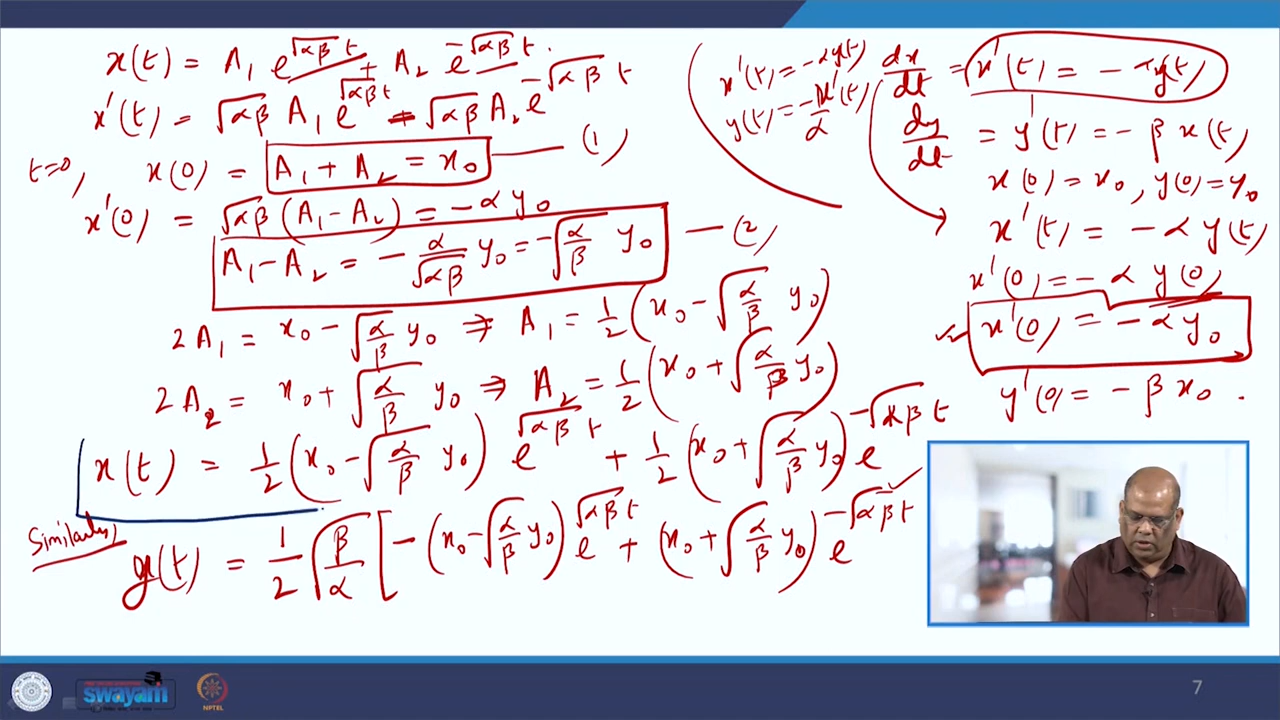 x(t) = A₁ e^{√αβ t} + A₂ e^{-√αβ t}.
x'(t) = √αβ A₁ e^{√αβ t} - √αβ A₂ e^{-√αβ t}
t=0, x(0) = A₁ + A₂ = x₀ —— (1)
x'(0) = √αβ (A₁ - A₂) = -α y₀
A₁ - A₂ = - α/√αβ y₀ = -√(α/β) y₀ — (2)
2A₁ = x₀ - √(α/β) y₀ ⇒ A₁ = 1/2 (x₀ - √(α/β) y₀)
2A₂ = x₀ + √(α/β) y₀ ⇒ A₂ = 1/2 (x₀ + √(α/β) y₀)
x(t) = 1/2 (x₀ - √(α/β) y₀) e^{√αβ t} + 1/2 (x₀ + √(α/β) y₀) e^{-√αβ t}
Similarly,
y(t) = 1/2 √(β/α) [ - (x₀ - √(α/β) y₀) e^{√αβ t} + (x₀ + √(α/β) y₀) e^{-√αβ t}
x'(t) = -αy(t)
y(t) = - x'(t)/α
dx/dt = x'(t) = - αy(t)
dy/dt = y'(t) = - β x(t)
x(0) = x₀, y(0) = y₀
x'(t) = - α y(t)
x'(0) = - α y(0)
x'(0) = - α y₀
y'(0) = - β x₀ .
swayam
NPTEL
7